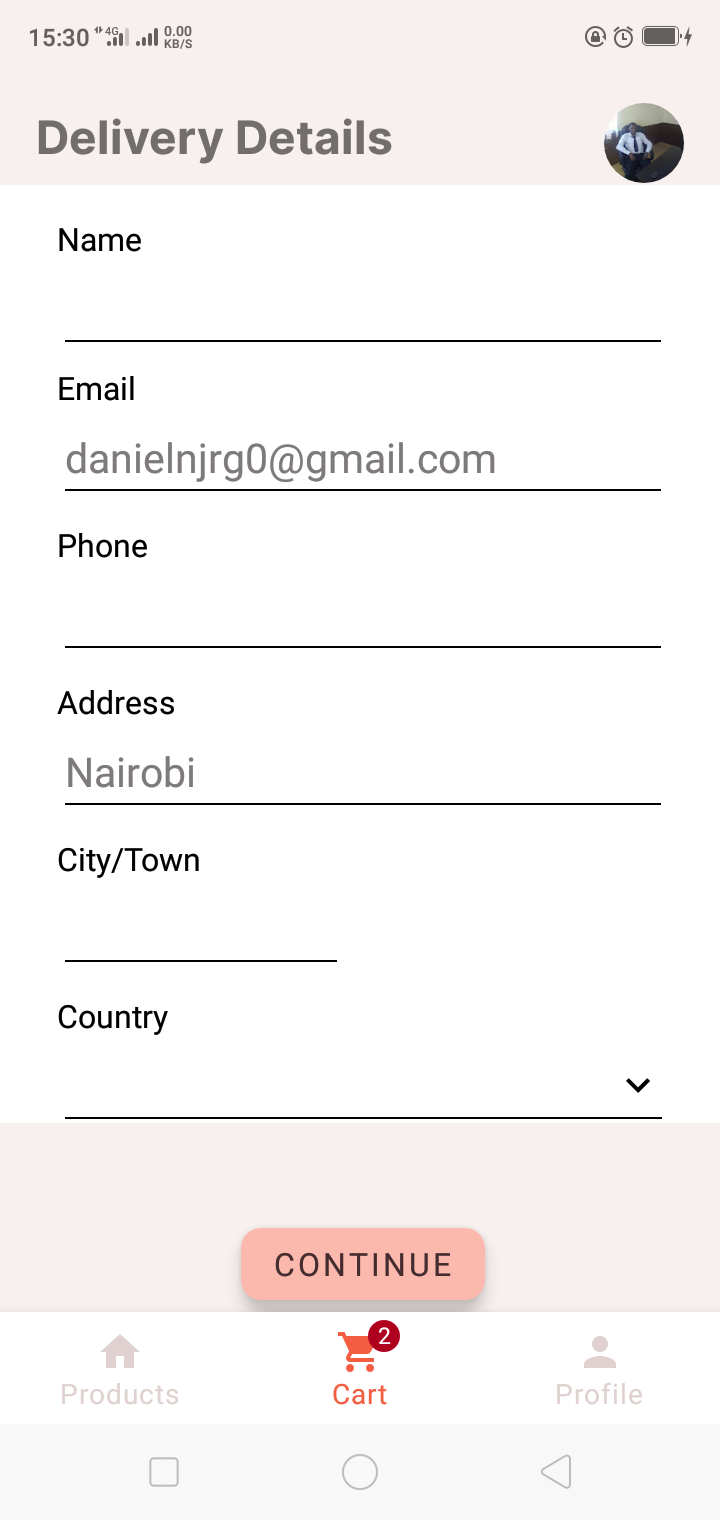 15:30 4G 0.00 KB/S
Delivery Details
Name
Email
danielnjrg0@gmail.com
Phone
Address
Nairobi
City/Town
Country
CONTINUE
2
Products Cart Profile